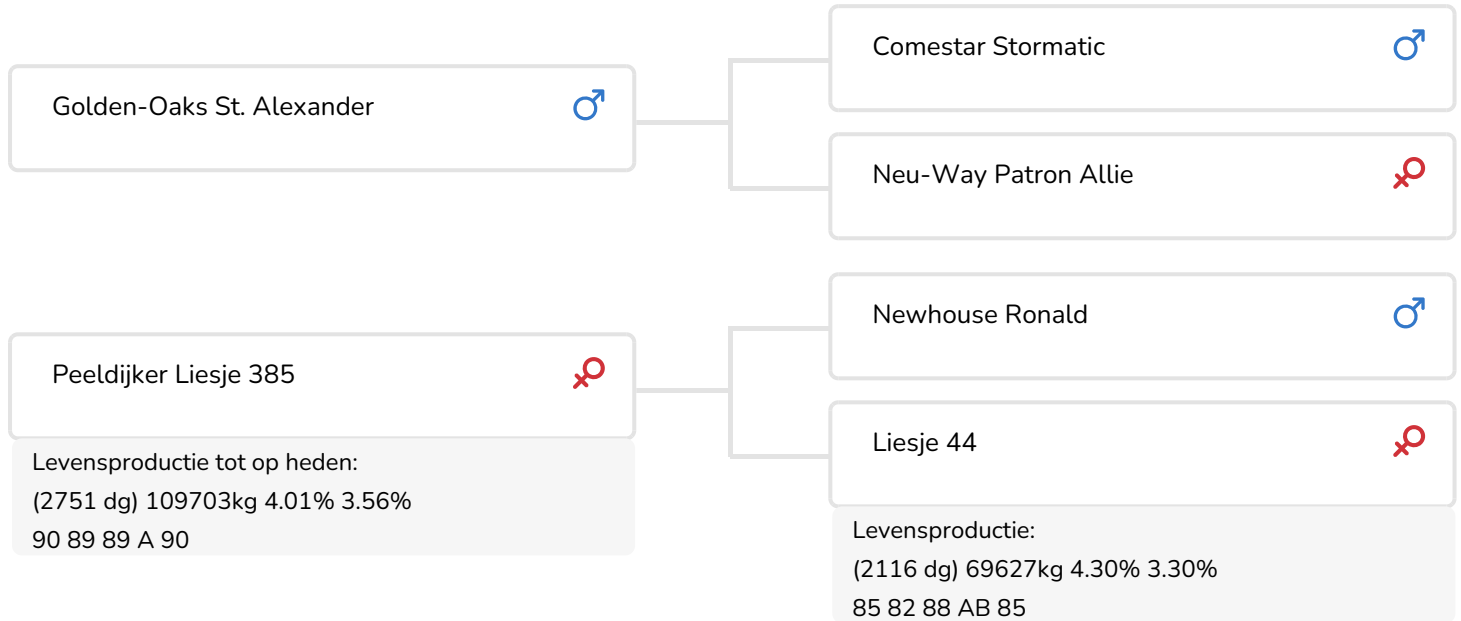 Golden-Oaks St. Alexander
Comestar Stormatic
Neu-Way Patron Allie
Peeldijker Liesje 385
Levensproductie tot op heden:
(2751 dg) 109703kg 4.01% 3.56%
90 89 89 A 90
Newhouse Ronald
Liesje 44
Levensproductie:
(2116 dg) 69627kg 4.30% 3.30%
85 82 88 AB 85